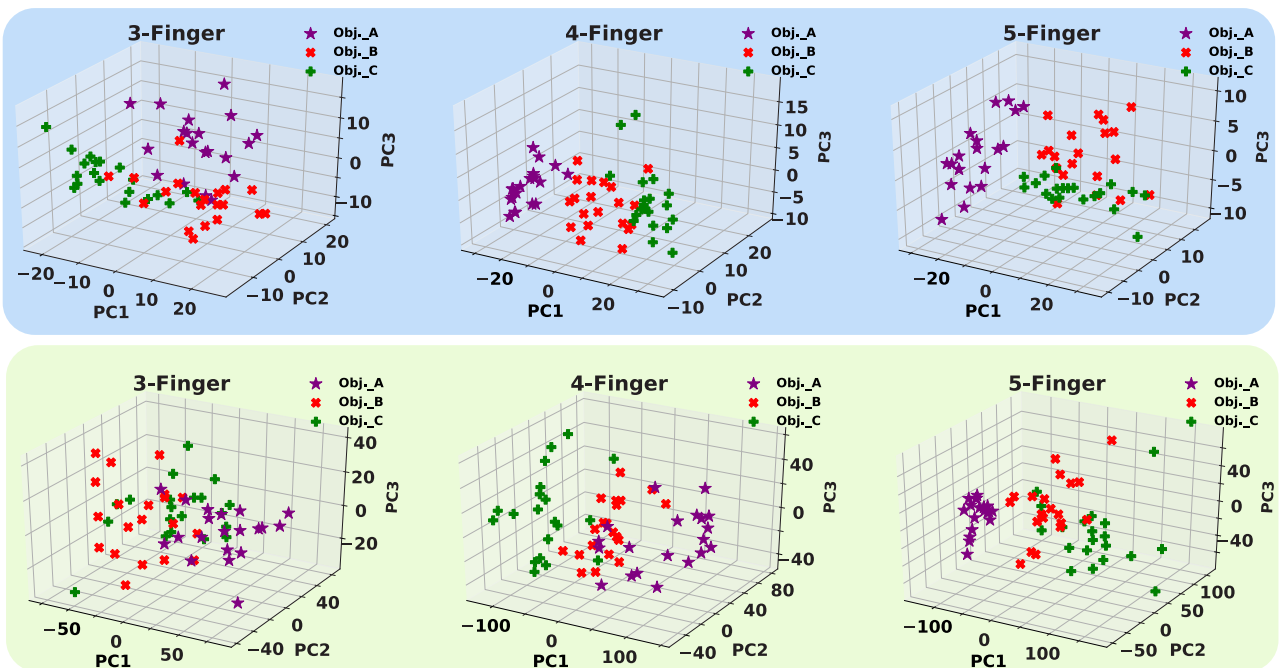 3-Finger
Obj._A
Obj._B
Obj._C
10
0
−10
PC3
−20
−10
0
10
20
PC1
−10
0
10
20
PC2
4-Finger
Obj._A
Obj._B
Obj._C
15
10
5
0
−5
−10
PC3
−20
0
20
PC1
−10
0
10
20
PC2
5-Finger
Obj._A
Obj._B
Obj._C
10
5
0
−5
−10
PC3
−20
0
20
PC1
−10
0
10
PC2
3-Finger
Obj._A
Obj._B
Obj._C
40
20
0
−20
PC3
−50
0
50
PC1
−40
0
40
PC2
4-Finger
Obj._A
Obj._B
Obj._C
40
0
−40
PC3
−100
0
100
PC1
−40
0
40
80
PC2
5-Finger
Obj._A
Obj._B
Obj._C
40
0
−40
PC3
−100
0
100
PC1
−50
0
50
100
PC2